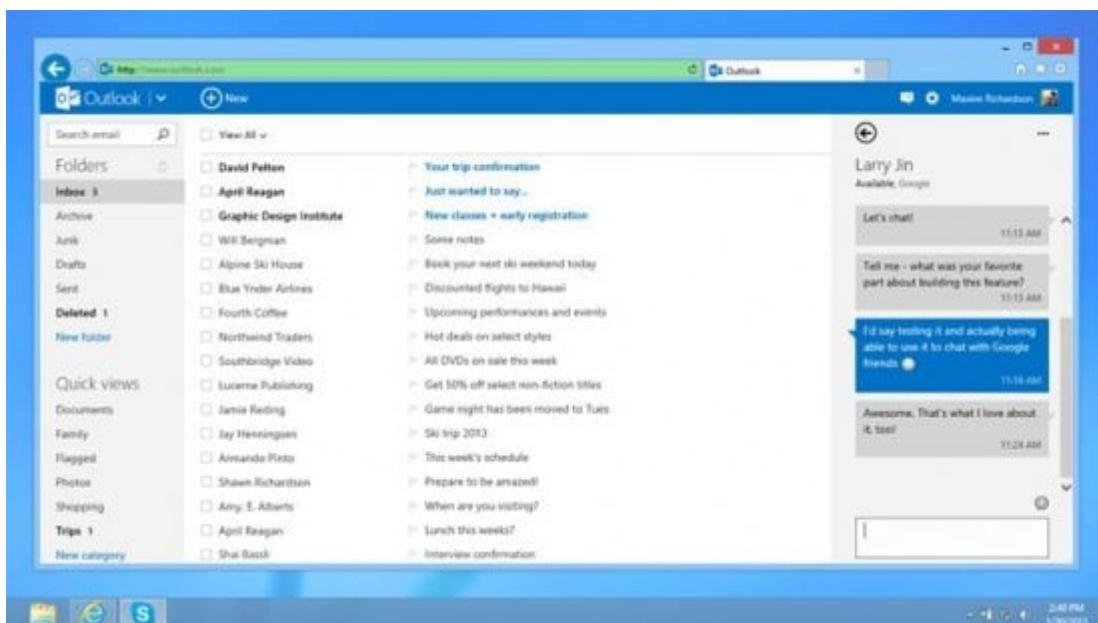 http://www.outlook.com
Outlook
Outlook
New
Maxine Richardson
Search email
View All
Folders
Inbox 3
Archive
Junk
Drafts
Sent
Deleted 1
New folder
Quick views
Documents
Family
Flagged
Photos
Shopping
Trips 1
New category
David Pelton Your trip confirmation
April Reagan Just wanted to say...
Graphic Design Institute New classes + early registration
Will Bergman Some notes
Alpine Ski House Book your next ski weekend today
Blue Yonder Airlines Discounted flights to Hawaii
Fourth Coffee Upcoming performances and events
Northwind Traders Hot deals on select styles
Southbridge Video All DVDs on sale this week
Lucerne Publishing Get 50% off select non-fiction titles
Jamie Reding Game night has been moved to Tues
Jay Henningsen Ski trip 2013
Armando Pinto This week's schedule
Shawn Richardson Prepare to be amazed!
Amy. E. Alberts When are you visiting?
April Reagan Lunch this weeks?
Shai Bassli Interview confirmation
Larry Jin
Available, Google
Let's chat!
11:13 AM
Tell me - what was your favorite
part about building this feature?
11:13 AM
I'd say testing it and actually being
able to use it to chat with Google
friends
11:16 AM
Awesome. That's what I love about
it, too!
11:24 AM
2:40 PM